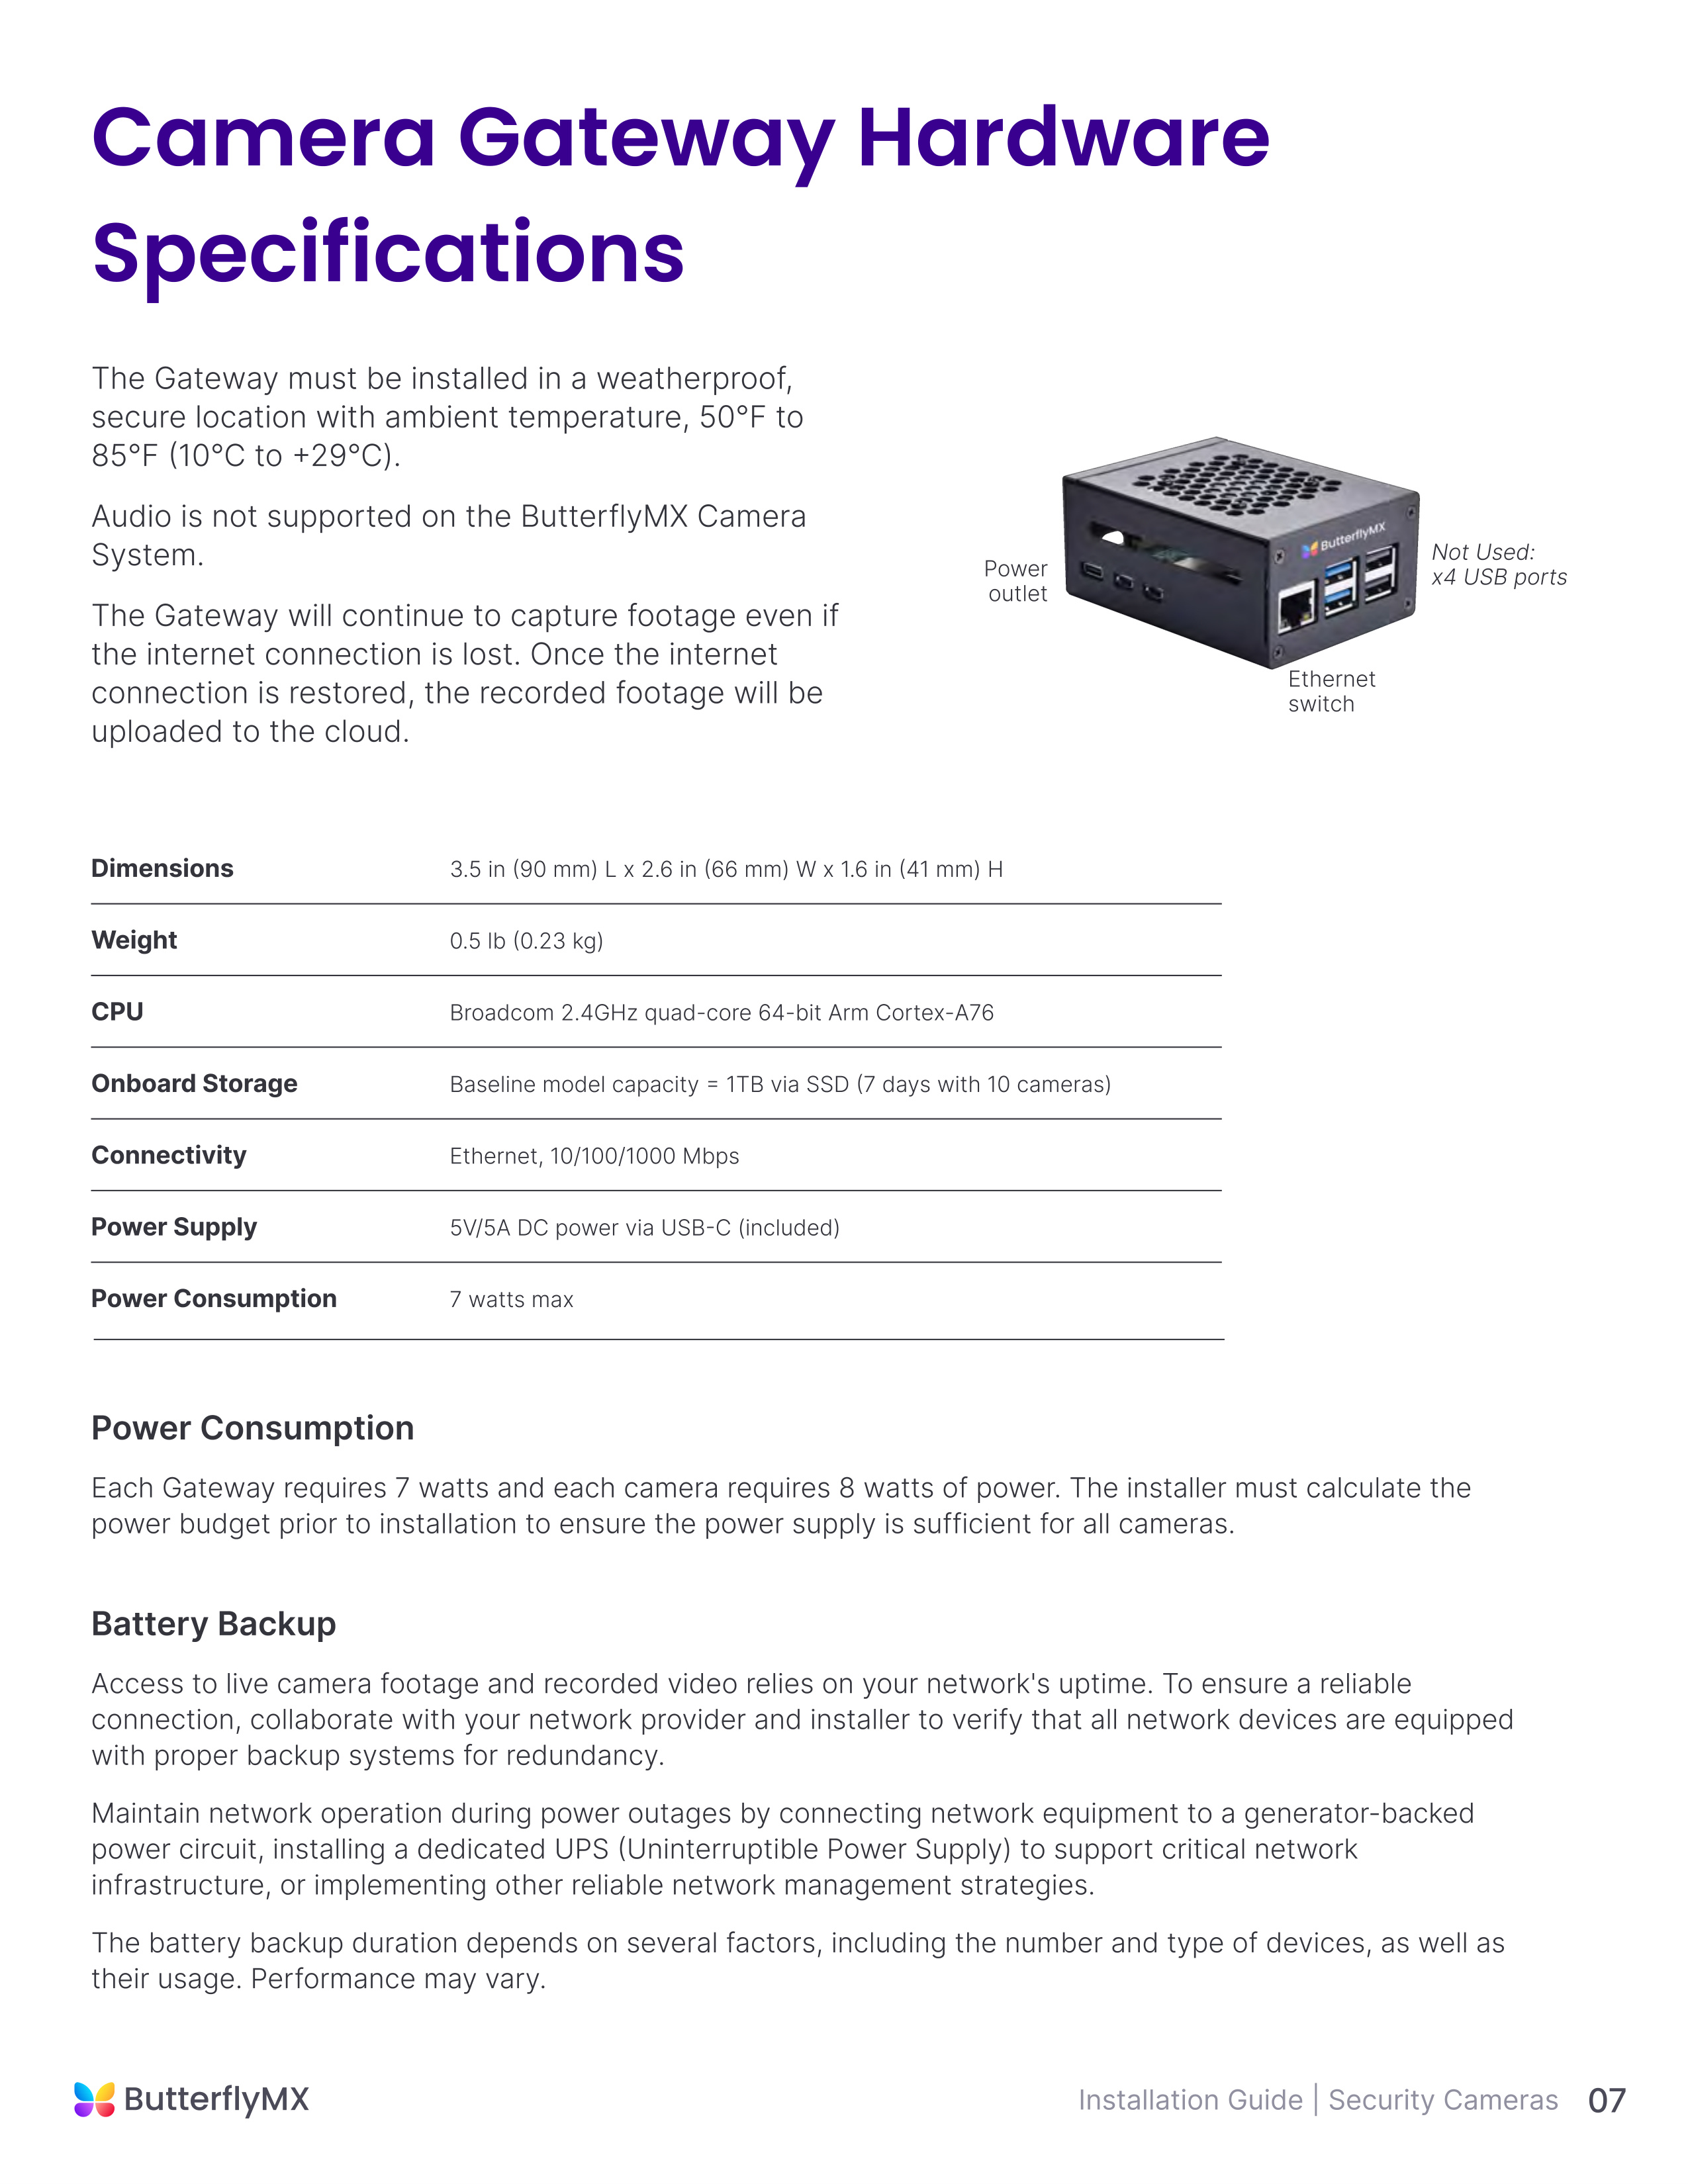 Camera Gateway Hardware
Specifications
The Gateway must be installed in a weatherproof,
secure location with ambient temperature, 50°F to
85°F (10°C to +29°C).
Audio is not supported on the ButterflyMX Camera
System.
The Gateway will continue to capture footage even if
the internet connection is lost. Once the internet
connection is restored, the recorded footage will be
uploaded to the cloud.
Power
outlet
ButterflyMX
Not Used:
x4 USB ports
Ethernet
switch
Dimensions 3.5 in (90 mm) L x 2.6 in (66 mm) W x 1.6 in (41 mm) H
Weight 0.5 lb (0.23 kg)
CPU Broadcom 2.4GHz quad-core 64-bit Arm Cortex-A76
Onboard Storage Baseline model capacity = 1TB via SSD (7 days with 10 cameras)
Connectivity Ethernet, 10/100/1000 Mbps
Power Supply 5V/5A DC power via USB-C (included)
Power Consumption 7 watts max
Power Consumption
Each Gateway requires 7 watts and each camera requires 8 watts of power. The installer must calculate the
power budget prior to installation to ensure the power supply is sufficient for all cameras.
Battery Backup
Access to live camera footage and recorded video relies on your network's uptime. To ensure a reliable
connection, collaborate with your network provider and installer to verify that all network devices are equipped
with proper backup systems for redundancy.
Maintain network operation during power outages by connecting network equipment to a generator-backed
power circuit, installing a dedicated UPS (Uninterruptible Power Supply) to support critical network
infrastructure, or implementing other reliable network management strategies.
The battery backup duration depends on several factors, including the number and type of devices, as well as
their usage. Performance may vary.
ButterflyMX
Installation Guide | Security Cameras 07